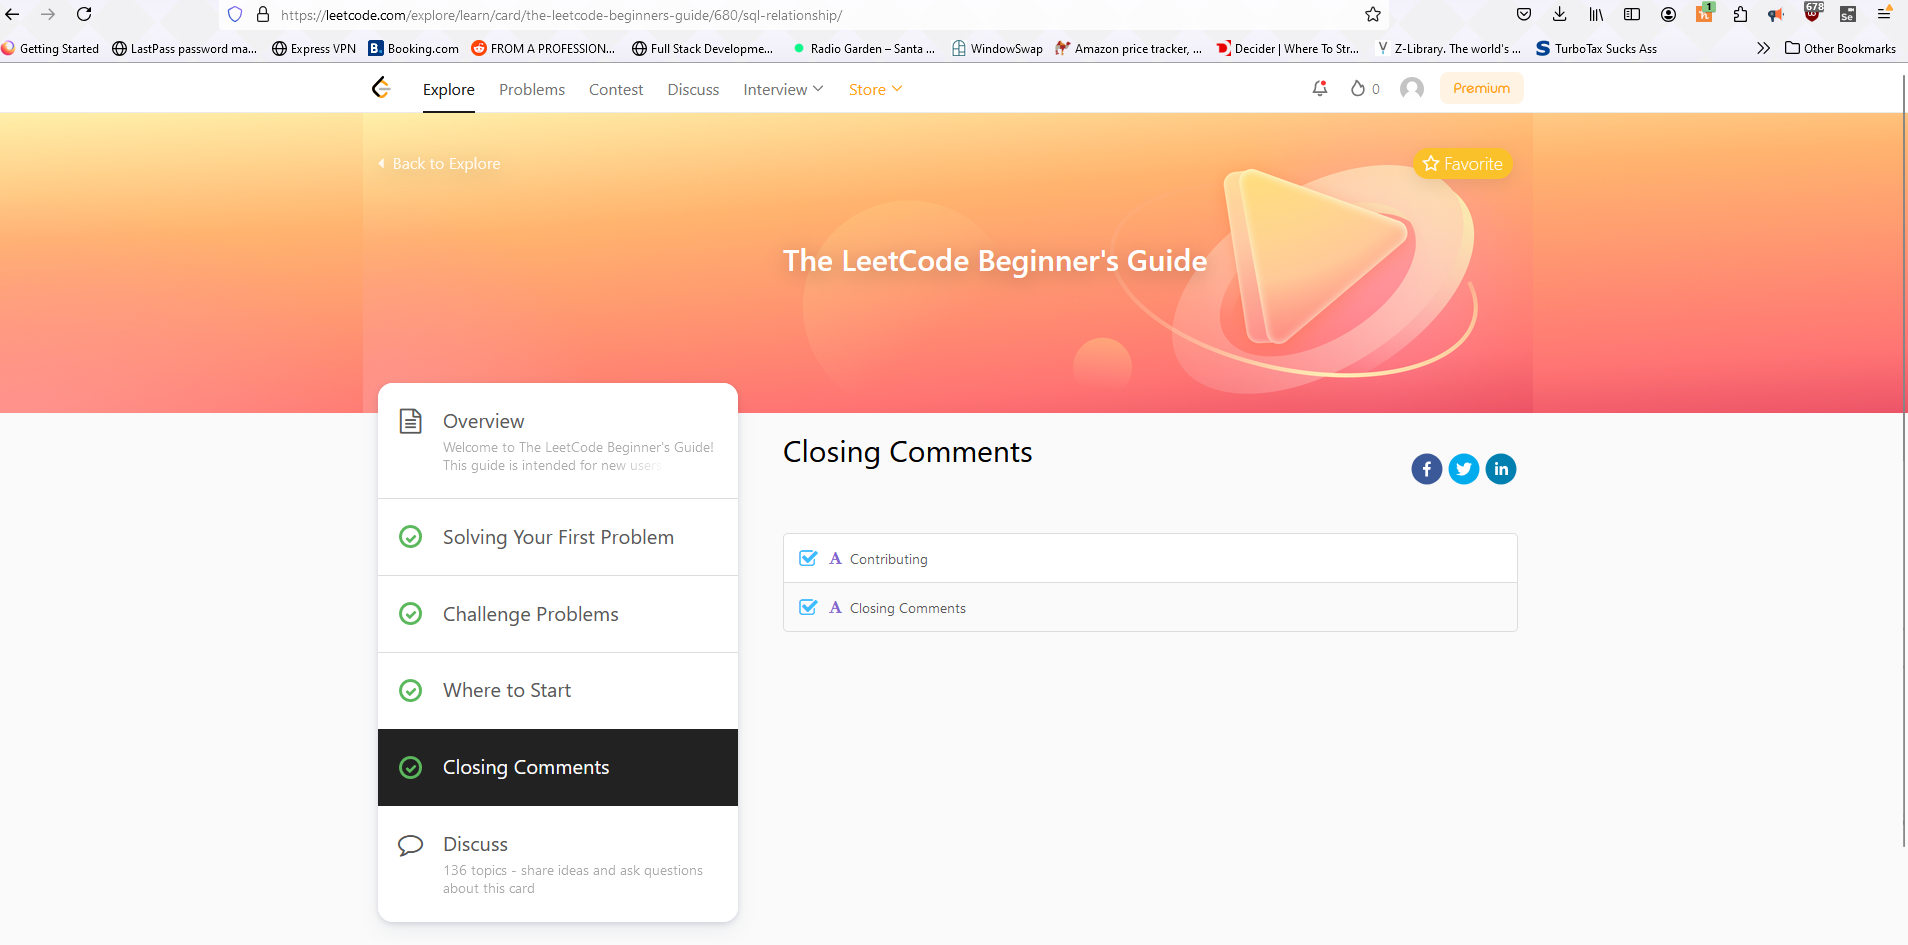 https://leetcode.com/explore/learn/card/the-leetcode-beginners-guide/680/sql-relationship/
1
678
Se
Getting Started
LastPass password ma...
Express VPN
B.
Booking.com
FROM A PROFESSION...
Full Stack Developme...
Radio Garden – Santa ...
WindowSwap
Amazon price tracker, ...
Decider | Where To Str...
Z-Library. The world's ...
TurboTax Sucks Ass
Other Bookmarks
Explore
Problems
Contest
Discuss
Interview
Store
0
Premium
Back to Explore
Favorite
The LeetCode Beginner's Guide
Overview
Welcome to The LeetCode Beginner's Guide!
This guide is intended for new users
Solving Your First Problem
Challenge Problems
Where to Start
Closing Comments
Discuss
136 topics - share ideas and ask questions
about this card
Closing Comments
f
in
A Contributing
A Closing Comments